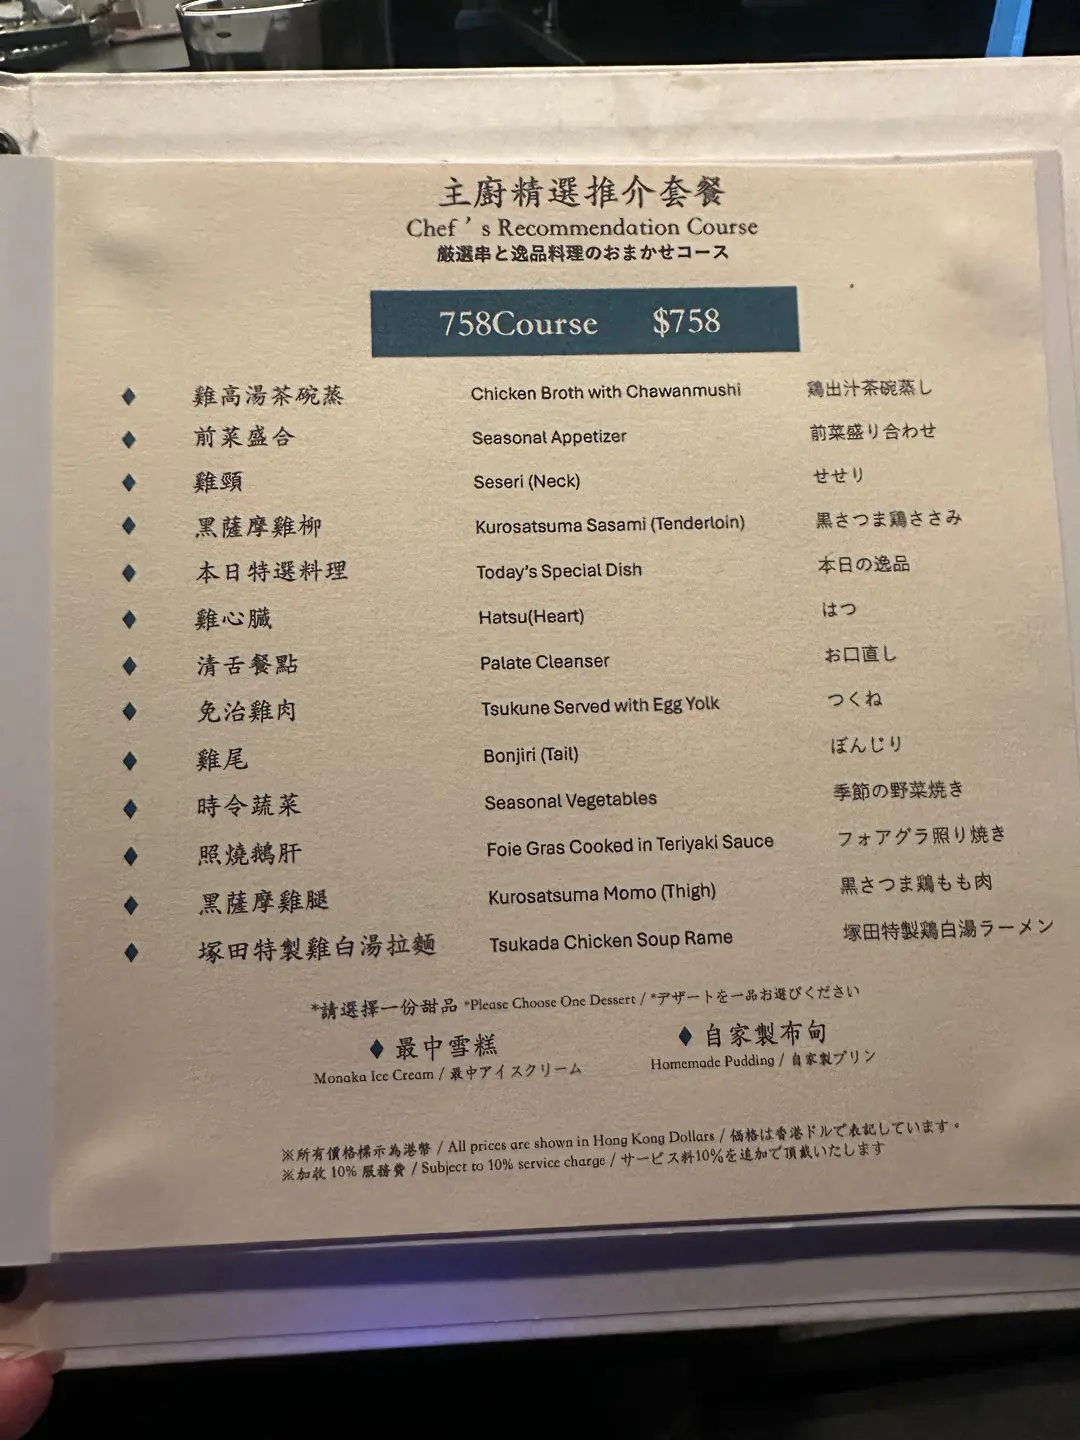 主廚精選推介套餐
Chef ’ s Recommendation Course
厳選串と逸品料理のおまかせコース
758Course $758
♦ 雞高湯茶碗蒸 Chicken Broth with Chawanmushi 鶏出汁茶碗蒸し
♦ 前菜盛合 Seasonal Appetizer 前菜盛り合わせ
♦ 雞頸 Seseri (Neck) せせり
♦ 黑薩摩雞柳 Kurosatsuma Sasami (Tenderloin) 黒さつま鶏ささみ
♦ 本日特選料理 Today’s Special Dish 本日の逸品
♦ 雞心臟 Hatsu(Heart) はつ
♦ 清舌餐點 Palate Cleanser お口直し
♦ 免治雞肉 Tsukune Served with Egg Yolk つくね
♦ 雞尾 Bonjiri (Tail) ぼんじり
♦ 時令蔬菜 Seasonal Vegetables 季節の野菜焼き
♦ 照燒鵝肝 Foie Gras Cooked in Teriyaki Sauce フォアグラ照り焼き
♦ 黑薩摩雞腿 Kurosatsuma Momo (Thigh) 黒さつま鶏もも肉
♦ 塚田特製雞白湯拉麵 Tsukada Chicken Soup Rame 塚田特製鶏白湯ラーメン
*請選擇一份甜品 *Please Choose One Dessert / *デザートを一品お選びください
♦ 最中雪糕 ♦ 自家製布甸
Monaka Ice Cream / 最中アイスクリーム Homemade Pudding / 自家製プリン
※所有價格標示為港幣 / All prices are shown in Hong Kong Dollars / 価格は香港ドルで表記しています。
※加收 10% 服務費 / Subject to 10% service charge / サービス料10%を追加で頂戴いたします